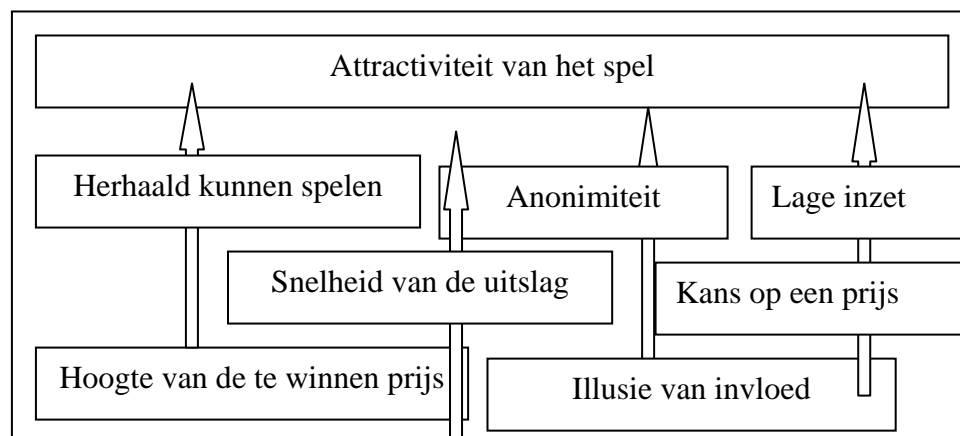 Attractiviteit van het spel
Herhaald kunnen spelen
Anonimiteit
Lage inzet
Snelheid van de uitslag
Kans op een prijs
Hoogte van de te winnen prijs
Illusie van invloed